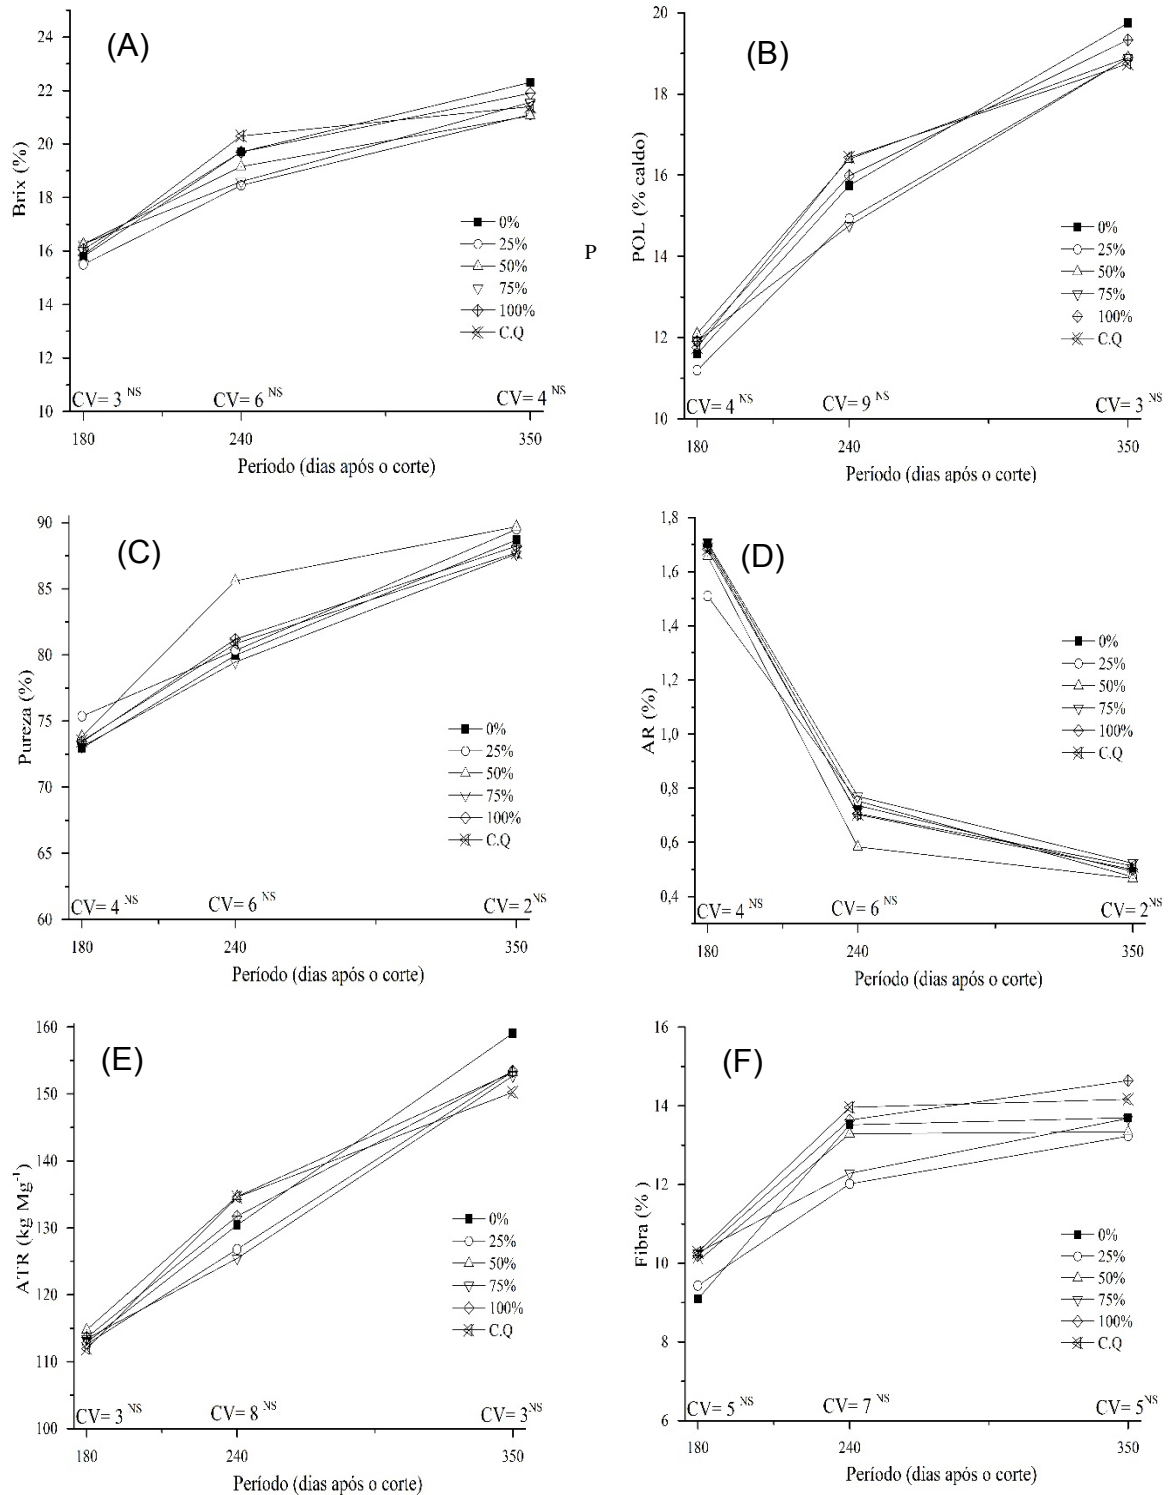 (A)
24
22
20
18
16
14
12
10
Brix (%)
0%
25%
50%
75%
100%
C.Q
CV= 3 NS
CV= 6 NS
CV= 4 NS
180
240
350
Período (dias após o corte)
P
(B)
20
18
16
14
12
10
POL (% caldo)
0%
25%
50%
75%
100%
C.Q
CV= 4 NS
CV= 9 NS
CV= 3 NS
180
240
350
Período (dias após o corte)
(C)
90
85
80
75
70
65
60
Pureza (%)
0%
25%
50%
75%
100%
C.Q
CV= 4 NS
CV= 6 NS
CV= 2 NS
180
240
350
Período (dias após o corte)
(D)
1,8
1,6
1,4
1,2
1,0
0,8
0,6
0,4
AR (%)
0%
25%
50%
75%
100%
C.Q
CV= 4 NS
CV= 6 NS
CV= 2 NS
180
240
350
Período (dias após o corte)
(E)
160
150
140
130
120
110
100
ATR (kg Mg⁻¹)
0%
25%
50%
75%
100%
C.Q
CV= 3 NS
CV= 8 NS
CV= 3 NS
180
240
350
Período (dias após o corte)
(F)
16
14
12
10
8
6
Fibra (% )
0%
25%
50%
75%
100%
C.Q
CV= 5 NS
CV= 7 NS
CV= 5 NS
180
240
350
Período (dias após o corte)